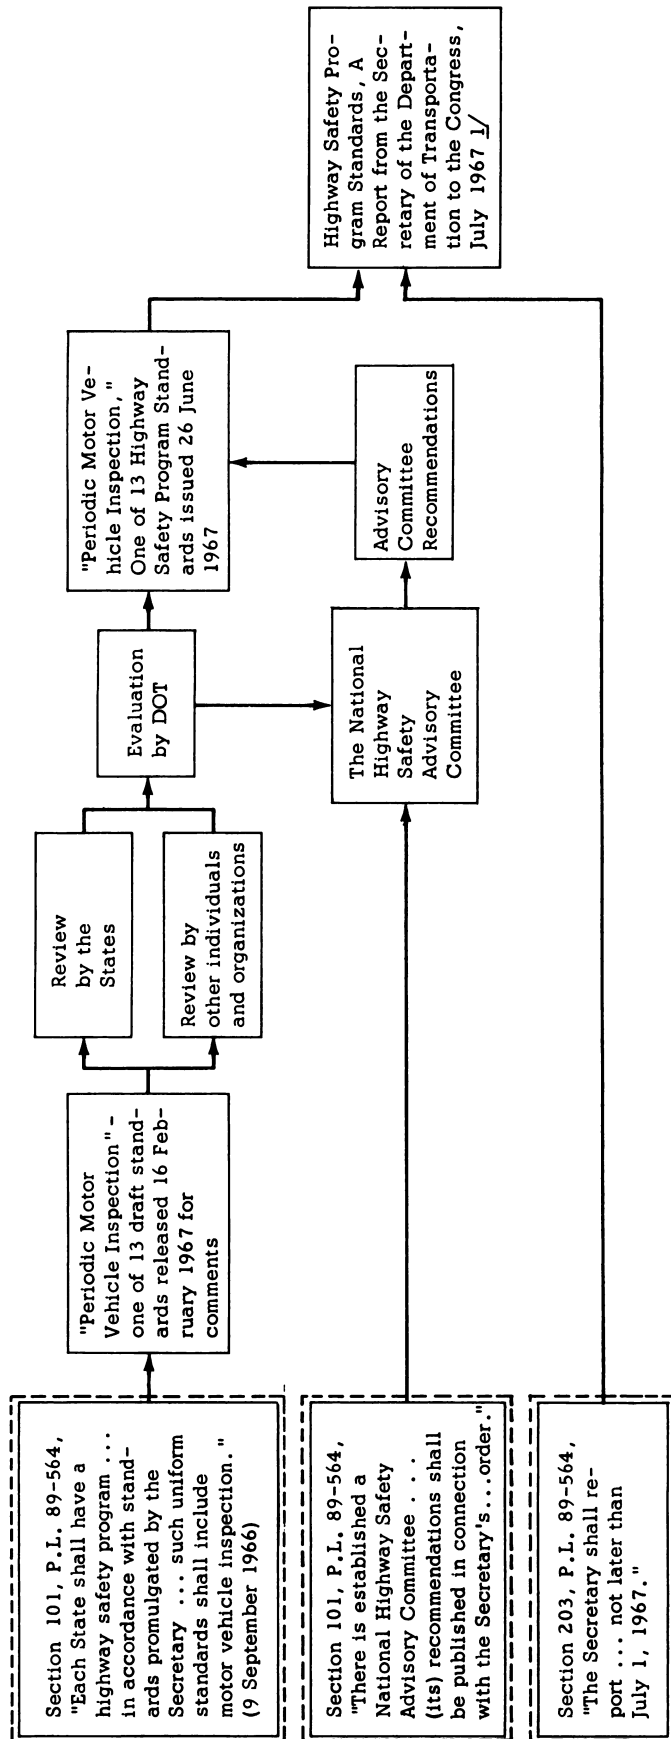 Section 101, P.L. 89-564,
"Each State shall have a
highway safety program ...
in accordance with stand-
ards promulgated by the
Secretary ... such uniform
standards shall include
motor vehicle inspection."
(9 September 1966)
"Periodic Motor
Vehicle Inspection" -
one of 13 draft stand-
ards released 16 Feb-
ruary 1967 for
comments
Review
by the
States
Review by
other individuals
and organizations
Evaluation
by DOT
"Periodic Motor Ve-
hicle Inspection,"
One of 13 Highway
Safety Program Stand-
ards issued 26 June
1967
Section 101, P.L. 89-564,
"There is established a
National Highway Safety
Advisory Committee . . .
(its) recommendations shall
be published in connection
with the Secretary's...order."
The National
Highway
Safety
Advisory
Committee
Advisory
Committee
Recommendations
Section 203, P.L. 89-564,
"The Secretary shall re-
port ... not later than
July 1, 1967."
Highway Safety Pro-
gram Standards, A
Report from the Sec-
retary of the Depart-
ment of Transporta-
tion to the Congress,
July 1967 1/